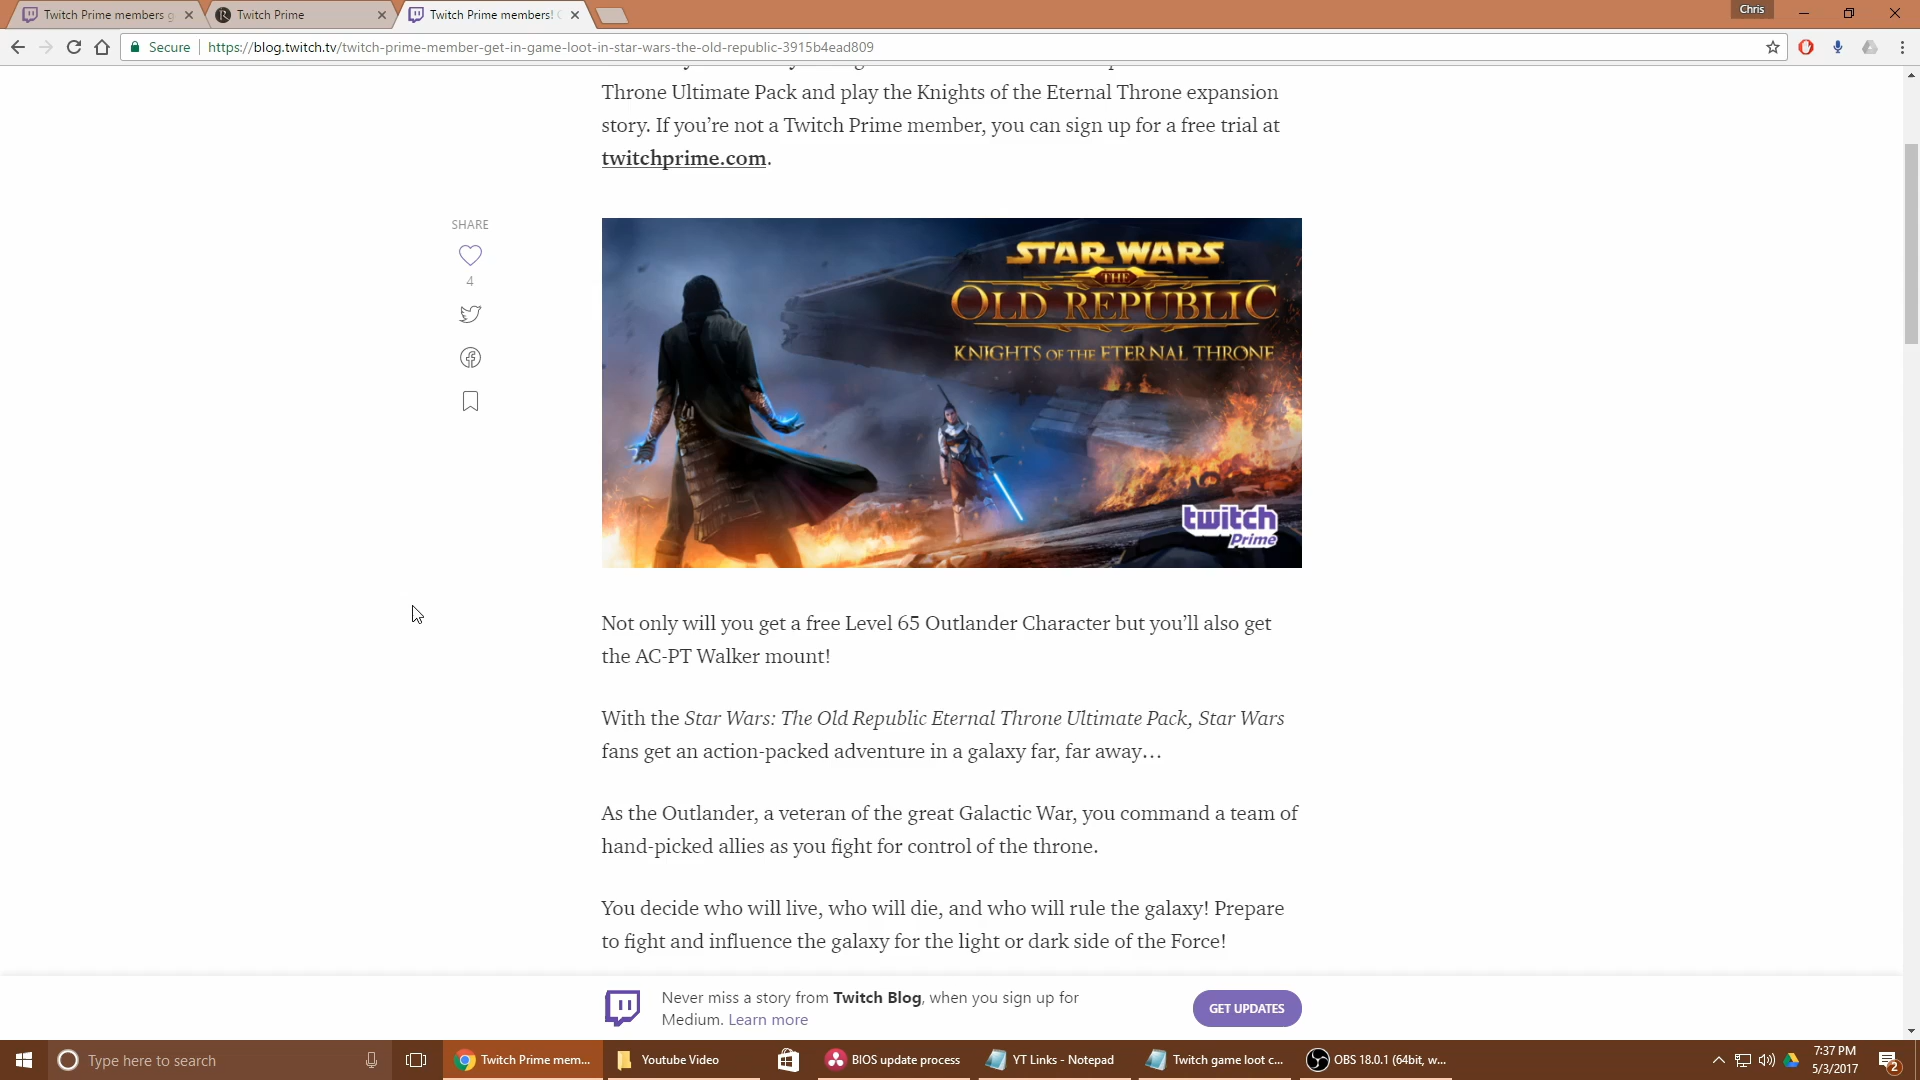 Twitch Prime members g
Twitch Prime
Twitch Prime members!
Chris
Secure
https://blog.twitch.tv/twitch-prime-member-get-in-game-loot-in-star-wars-the-old-republic-3915b4ead809
Throne Ultimate Pack and play the Knights of the Eternal Throne expansion
story. If you’re not a Twitch Prime member, you can sign up for a free trial at
twitchprime.com.
SHARE
4
STAR WARS
THE
OLD REPUBLIC
KNIGHTS OF THE ETERNAL THRONE
twitch
Prime
Not only will you get a free Level 65 Outlander Character but you’ll also get
the AC-PT Walker mount!
With the Star Wars: The Old Republic Eternal Throne Ultimate Pack, Star Wars
fans get an action-packed adventure in a galaxy far, far away…
As the Outlander, a veteran of the great Galactic War, you command a team of
hand-picked allies as you fight for control of the throne.
You decide who will live, who will die, and who will rule the galaxy! Prepare
to fight and influence the galaxy for the light or dark side of the Force!
Never miss a story from Twitch Blog, when you sign up for
Medium. Learn more
GET UPDATES
Type here to search
Twitch Prime mem...
Youtube Video
BIOS update process
YT Links - Notepad
Twitch game loot c...
OBS 18.0.1 (64bit, w...
7:37 PM
5/3/2017
2